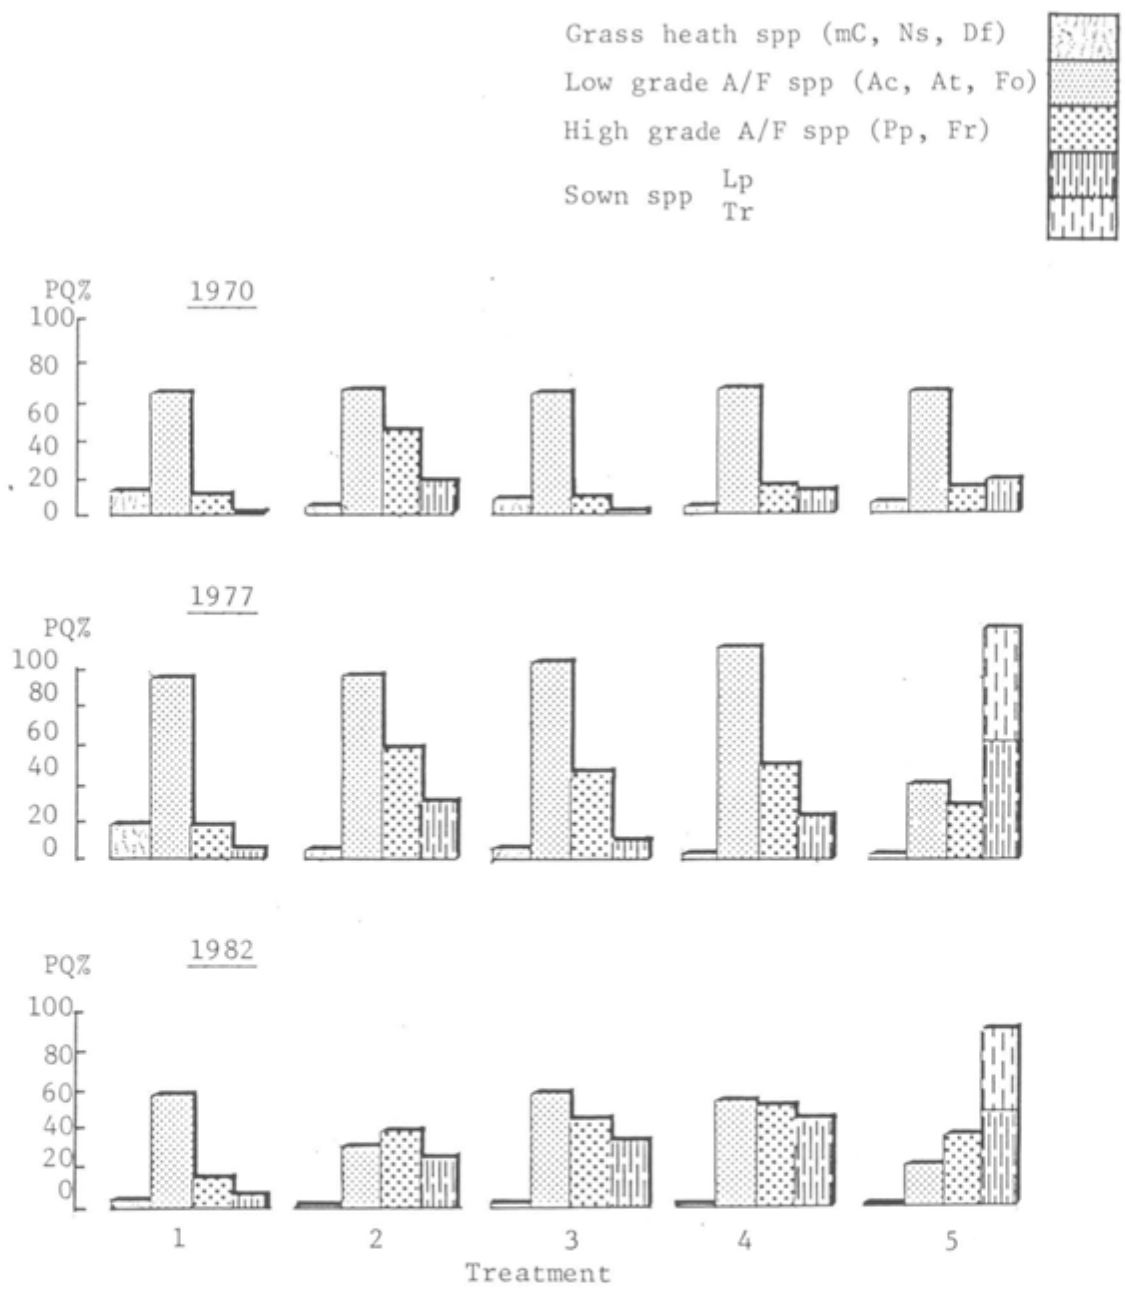 Grass heath spp (mC, Ns, Df)
Low grade A/F spp (Ac, At, Fo)
High grade A/F spp (Pp, Fr)
Sown spp Lp
Tr
PQ% 1970
100
80
60
40
20
0
1977
PQ%
100
80
60
40
20
0
1982
PQ%
100
80
60
40
20
0
1 2 3 4 5
Treatment